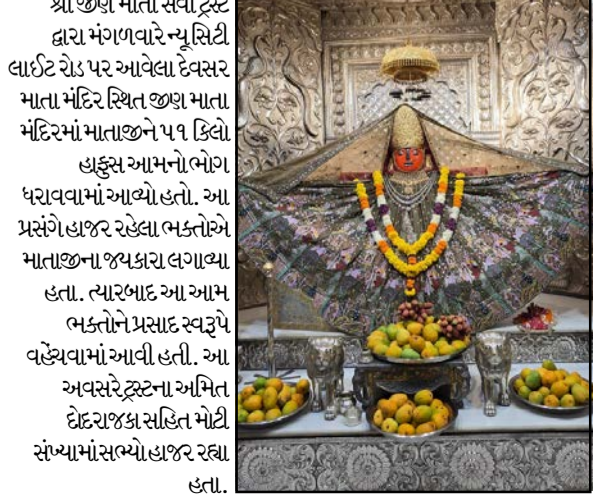 શ્રી જીણ માતા સેવા ટ્રસ્ટ
દ્વારા મંગળવારે ન્યૂ સિટી
લાઈટ રોડ પર આવેલા દેવસર
માતા મંદિર સ્થિત જીણ માતા
મંદિરમાં માતાજીને ૫૧ કિલો
હાફુસ આમનો ભોગ
ધરાવવામાં આવ્યો હતો. આ
પ્રસંગે હાજર રહેલા ભક્તોએ
માતાજીના જયકારા લગાવ્યા
હતા. ત્યારબાદ આ આમ
ભક્તોને પ્રસાદ સ્વરૂપે
વહેંચવામાં આવી હતી. આ
અવસરે ટ્રસ્ટના અમિત
દોદરાજકા સહિત મોટી
સંખ્યામાં સભ્યો હાજર રહ્યા
હતા.